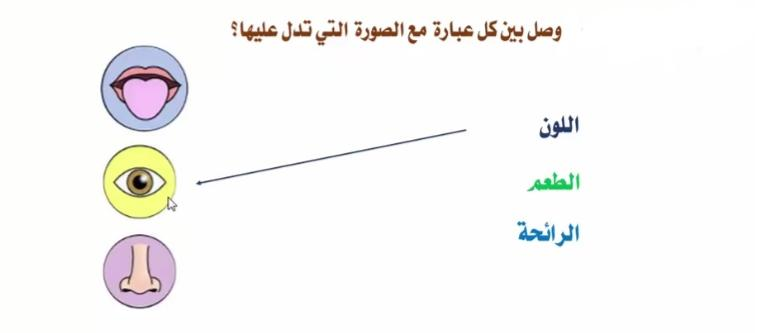 وصل بين كل عبارة مع الصورة التي تدل عليها؟
اللون
الطعم
الرائحة